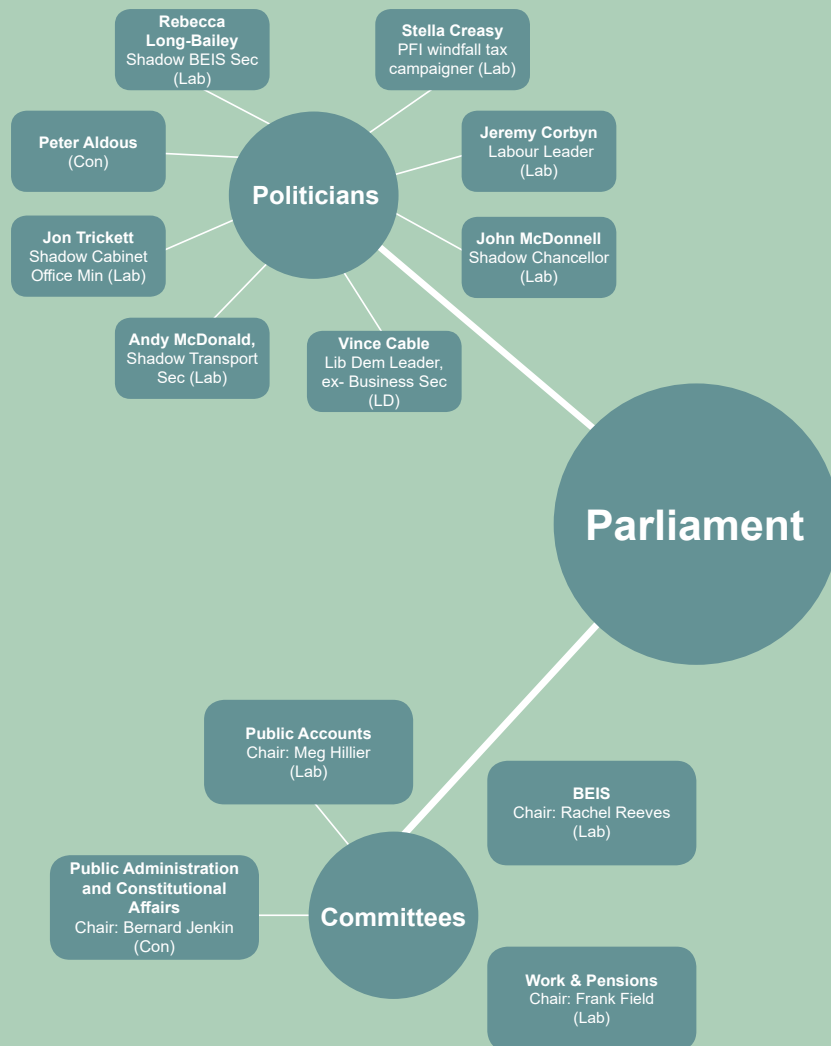 Rebecca
Long-Bailey
Shadow BEIS Sec
(Lab)
Stella Creasy
PFI windfall tax
campaigner (Lab)
Peter Aldous
(Con)
Jeremy Corbyn
Labour Leader
(Lab)
Politicians
Jon Trickett
Shadow Cabinet
Office Min (Lab)
John McDonnell
Shadow Chancellor
(Lab)
Andy McDonald,
Shadow Transport
Sec (Lab)
Vince Cable
Lib Dem Leader,
ex- Business Sec
(LD)
Parliament
Public Accounts
Chair: Meg Hillier
(Lab)
BEIS
Chair: Rachel Reeves
(Lab)
Public Administration
and Constitutional
Affairs
Chair: Bernard Jenkin
(Con)
Committees
Work & Pensions
Chair: Frank Field
(Lab)